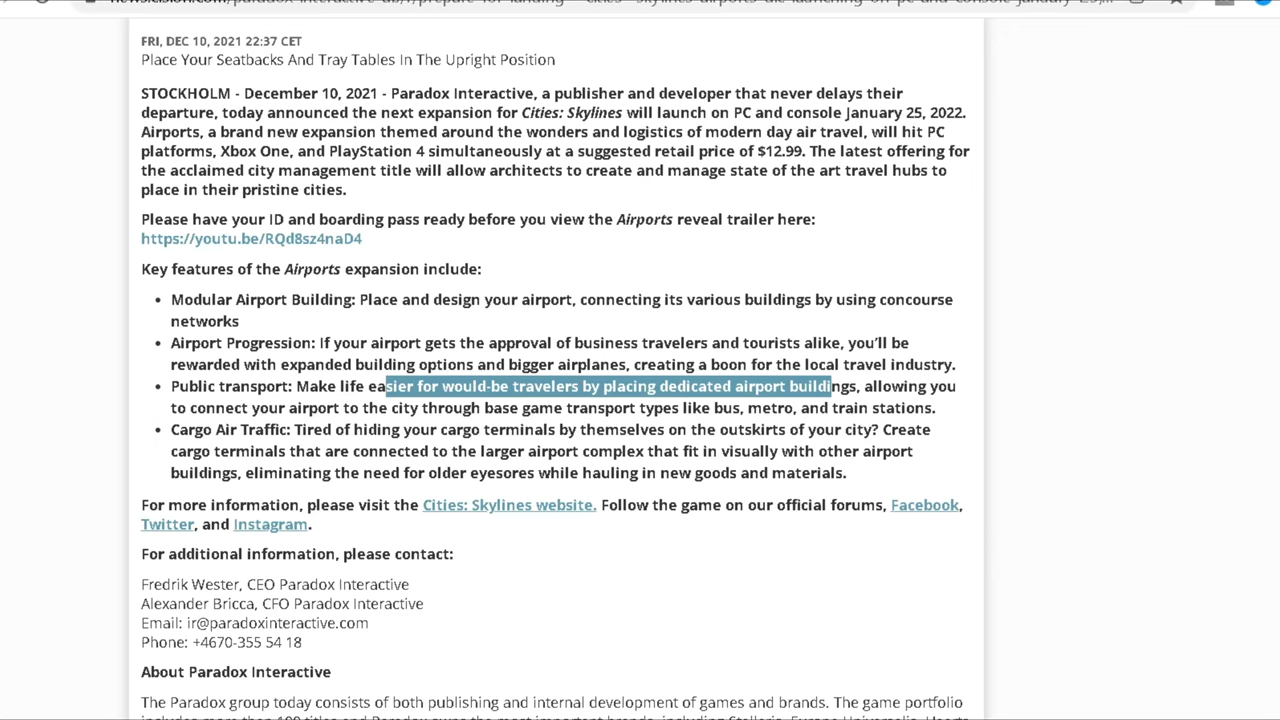 FRI, DEC 10, 2021 22:37 CET
Place Your Seatbacks And Tray Tables In The Upright Position
STOCKHOLM - December 10, 2021 - Paradox Interactive, a publisher and developer that never delays their
departure, today announced the next expansion for Cities: Skylines will launch on PC and console January 25, 2022.
Airports, a brand new expansion themed around the wonders and logistics of modern day air travel, will hit PC
platforms, Xbox One, and PlayStation 4 simultaneously at a suggested retail price of $12.99. The latest offering for
the acclaimed city management title will allow architects to create and manage state of the art travel hubs to
place in their pristine cities.
Please have your ID and boarding pass ready before you view the Airports reveal trailer here:
https://youtu.be/RQd8sz4naD4
Key features of the Airports expansion include:
• Modular Airport Building: Place and design your airport, connecting its various buildings by using concourse
networks
• Airport Progression: If your airport gets the approval of business travelers and tourists alike, you'll be
rewarded with expanded building options and bigger airplanes, creating a boon for the local travel industry.
• Public transport: Make life easier for would-be travelers by placing dedicated airport buildings, allowing you
to connect your airport to the city through base game transport types like bus, metro, and train stations.
• Cargo Air Traffic: Tired of hiding your cargo terminals by themselves on the outskirts of your city? Create
cargo terminals that are connected to the larger airport complex that fit in visually with other airport
buildings, eliminating the need for older eyesores while hauling in new goods and materials.
For more information, please visit the Cities: Skylines website. Follow the game on our official forums, Facebook,
Twitter, and Instagram.
For additional information, please contact:
Fredrik Wester, CEO Paradox Interactive
Alexander Bricca, CFO Paradox Interactive
Email: ir@paradoxinteractive.com
Phone: +4670-355 54 18
About Paradox Interactive
The Paradox group today consists of both publishing and internal development of games and brands. The game portfolio